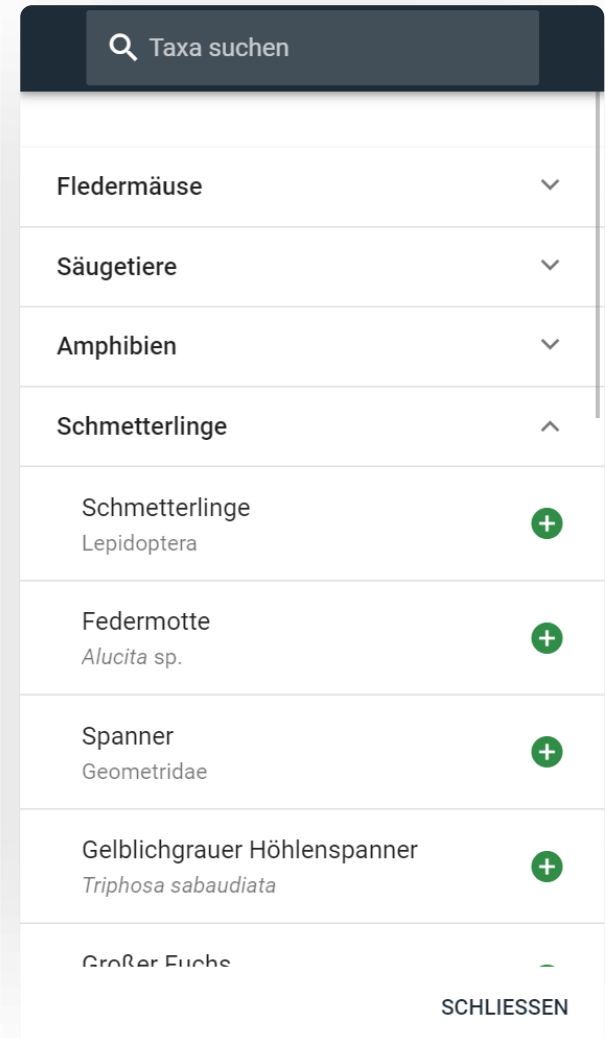 Taxa suchen
Fledermäuse
Säugetiere
Amphibien
Schmetterlinge
Schmetterlinge
Lepidoptera
Federmotte
Alucita sp.
Spanner
Geometridae
Gelblichgrauer Höhlenspanner
Triphosa sabaudiata
Großer Fuchs
SCHLIESSEN